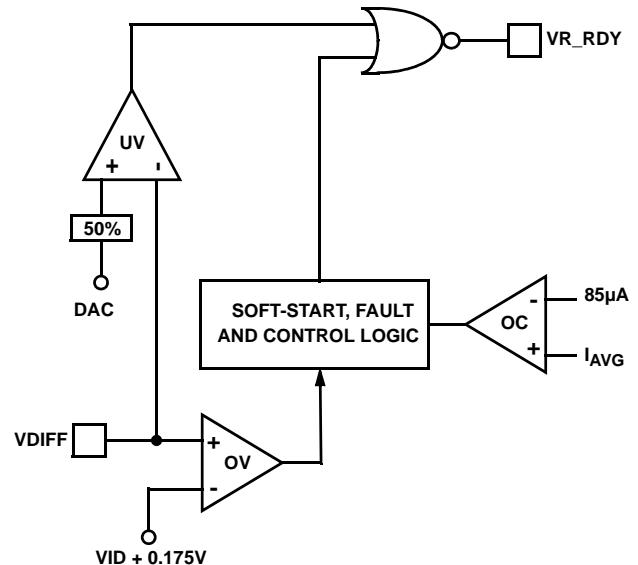 VR_RDY
UV
+ -
50%
DAC
SOFT-START, FAULT
AND CONTROL LOGIC
- 85µA
OC
+ IAVG
VDIFF
+
OV
-
VID + 0.175V